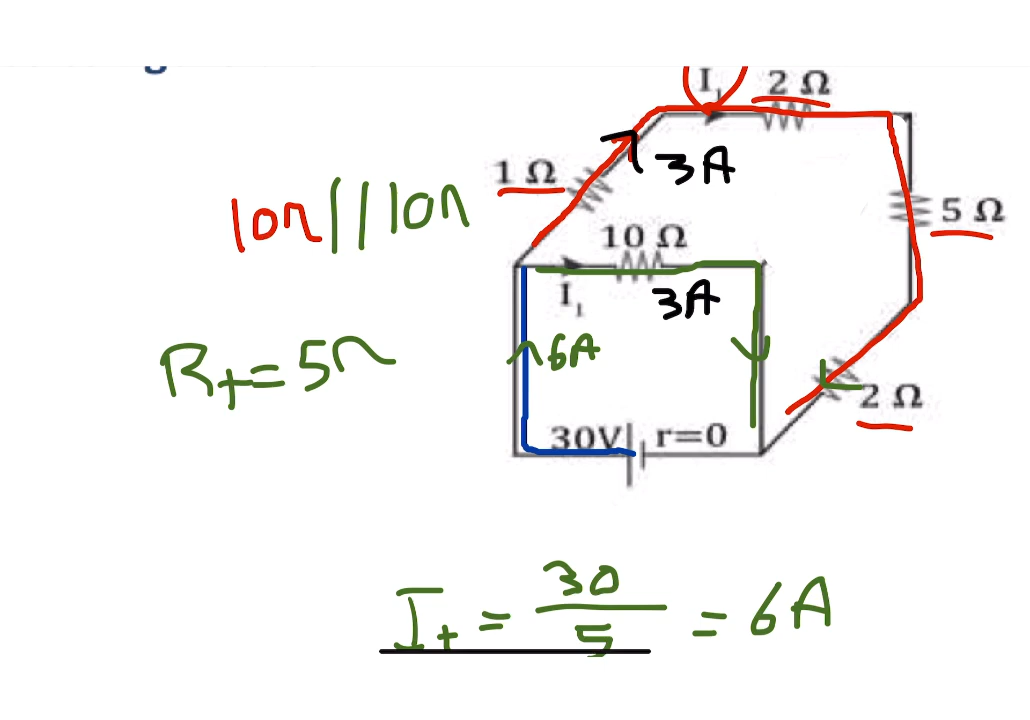 I₁ 2 Ω
1 Ω 3A
10Ω || 10Ω
5 Ω
10 Ω
I₁ 3A
6A
Rt = 5Ω
2 Ω
30V r=0
It = 30/5 = 6A